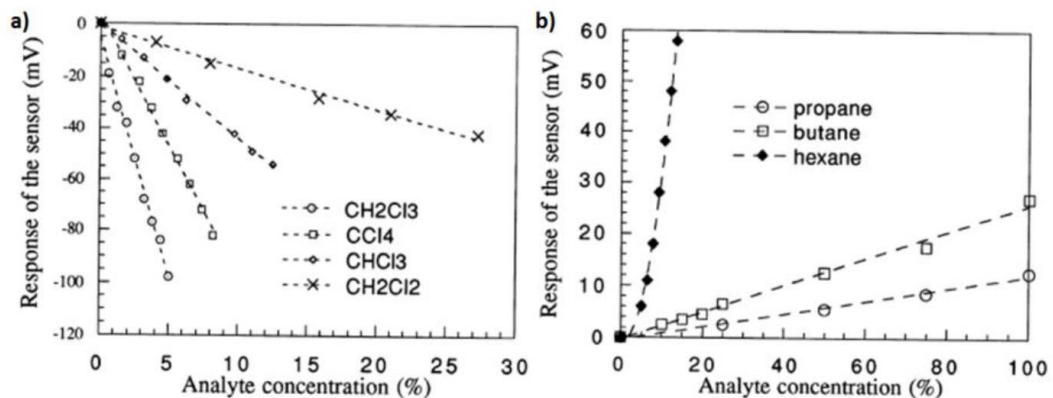 a)
Response of the sensor (mV)
0
-20
-40
-60
-80
-100
-120
0 5 10 15 20 25 30
Analyte concentration (%)
CH2Cl3
CCl4
CHCl3
CH2Cl2
b)
Response of the sensor (mV)
60
50
40
30
20
10
0
0 20 40 60 80 100
Analyte concentration (%)
propane
butane
hexane